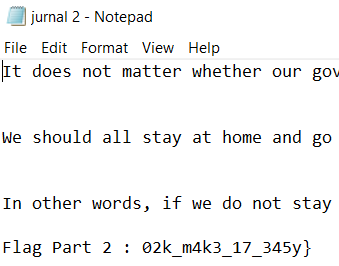 jurnal 2 - Notepad
File Edit Format View Help
It does not matter whether our gov
We should all stay at home and go
In other words, if we do not stay
Flag Part 2 : 02k_m4k3_17_345y}